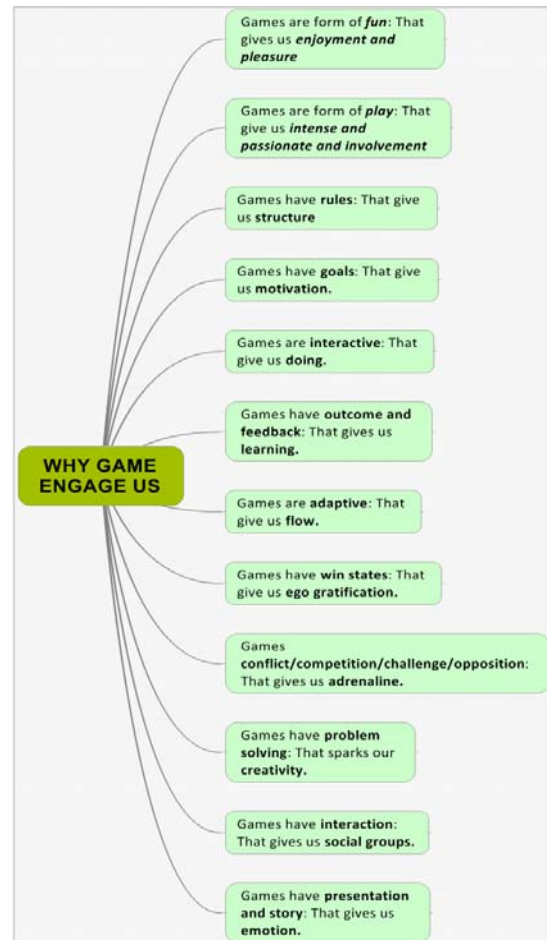 Games are form of fun: That
gives us enjoyment and
pleasure
Games are form of play: That
give us intense and
passionate and involvement
Games have rules: That give
us structure
Games have goals: That give
us motivation.
Games are interactive: That
give us doing.
Games have outcome and
feedback: That gives us
learning.
WHY GAME
ENGAGE US
Games are adaptive: That
give us flow.
Games have win states: That
give us ego gratification.
Games
conflict/competition/challenge/opposition:
That gives us adrenaline.
Games have problem
solving: That sparks our
creativity.
Games have interaction:
That gives us social groups.
Games have presentation
and story: That gives us
emotion.